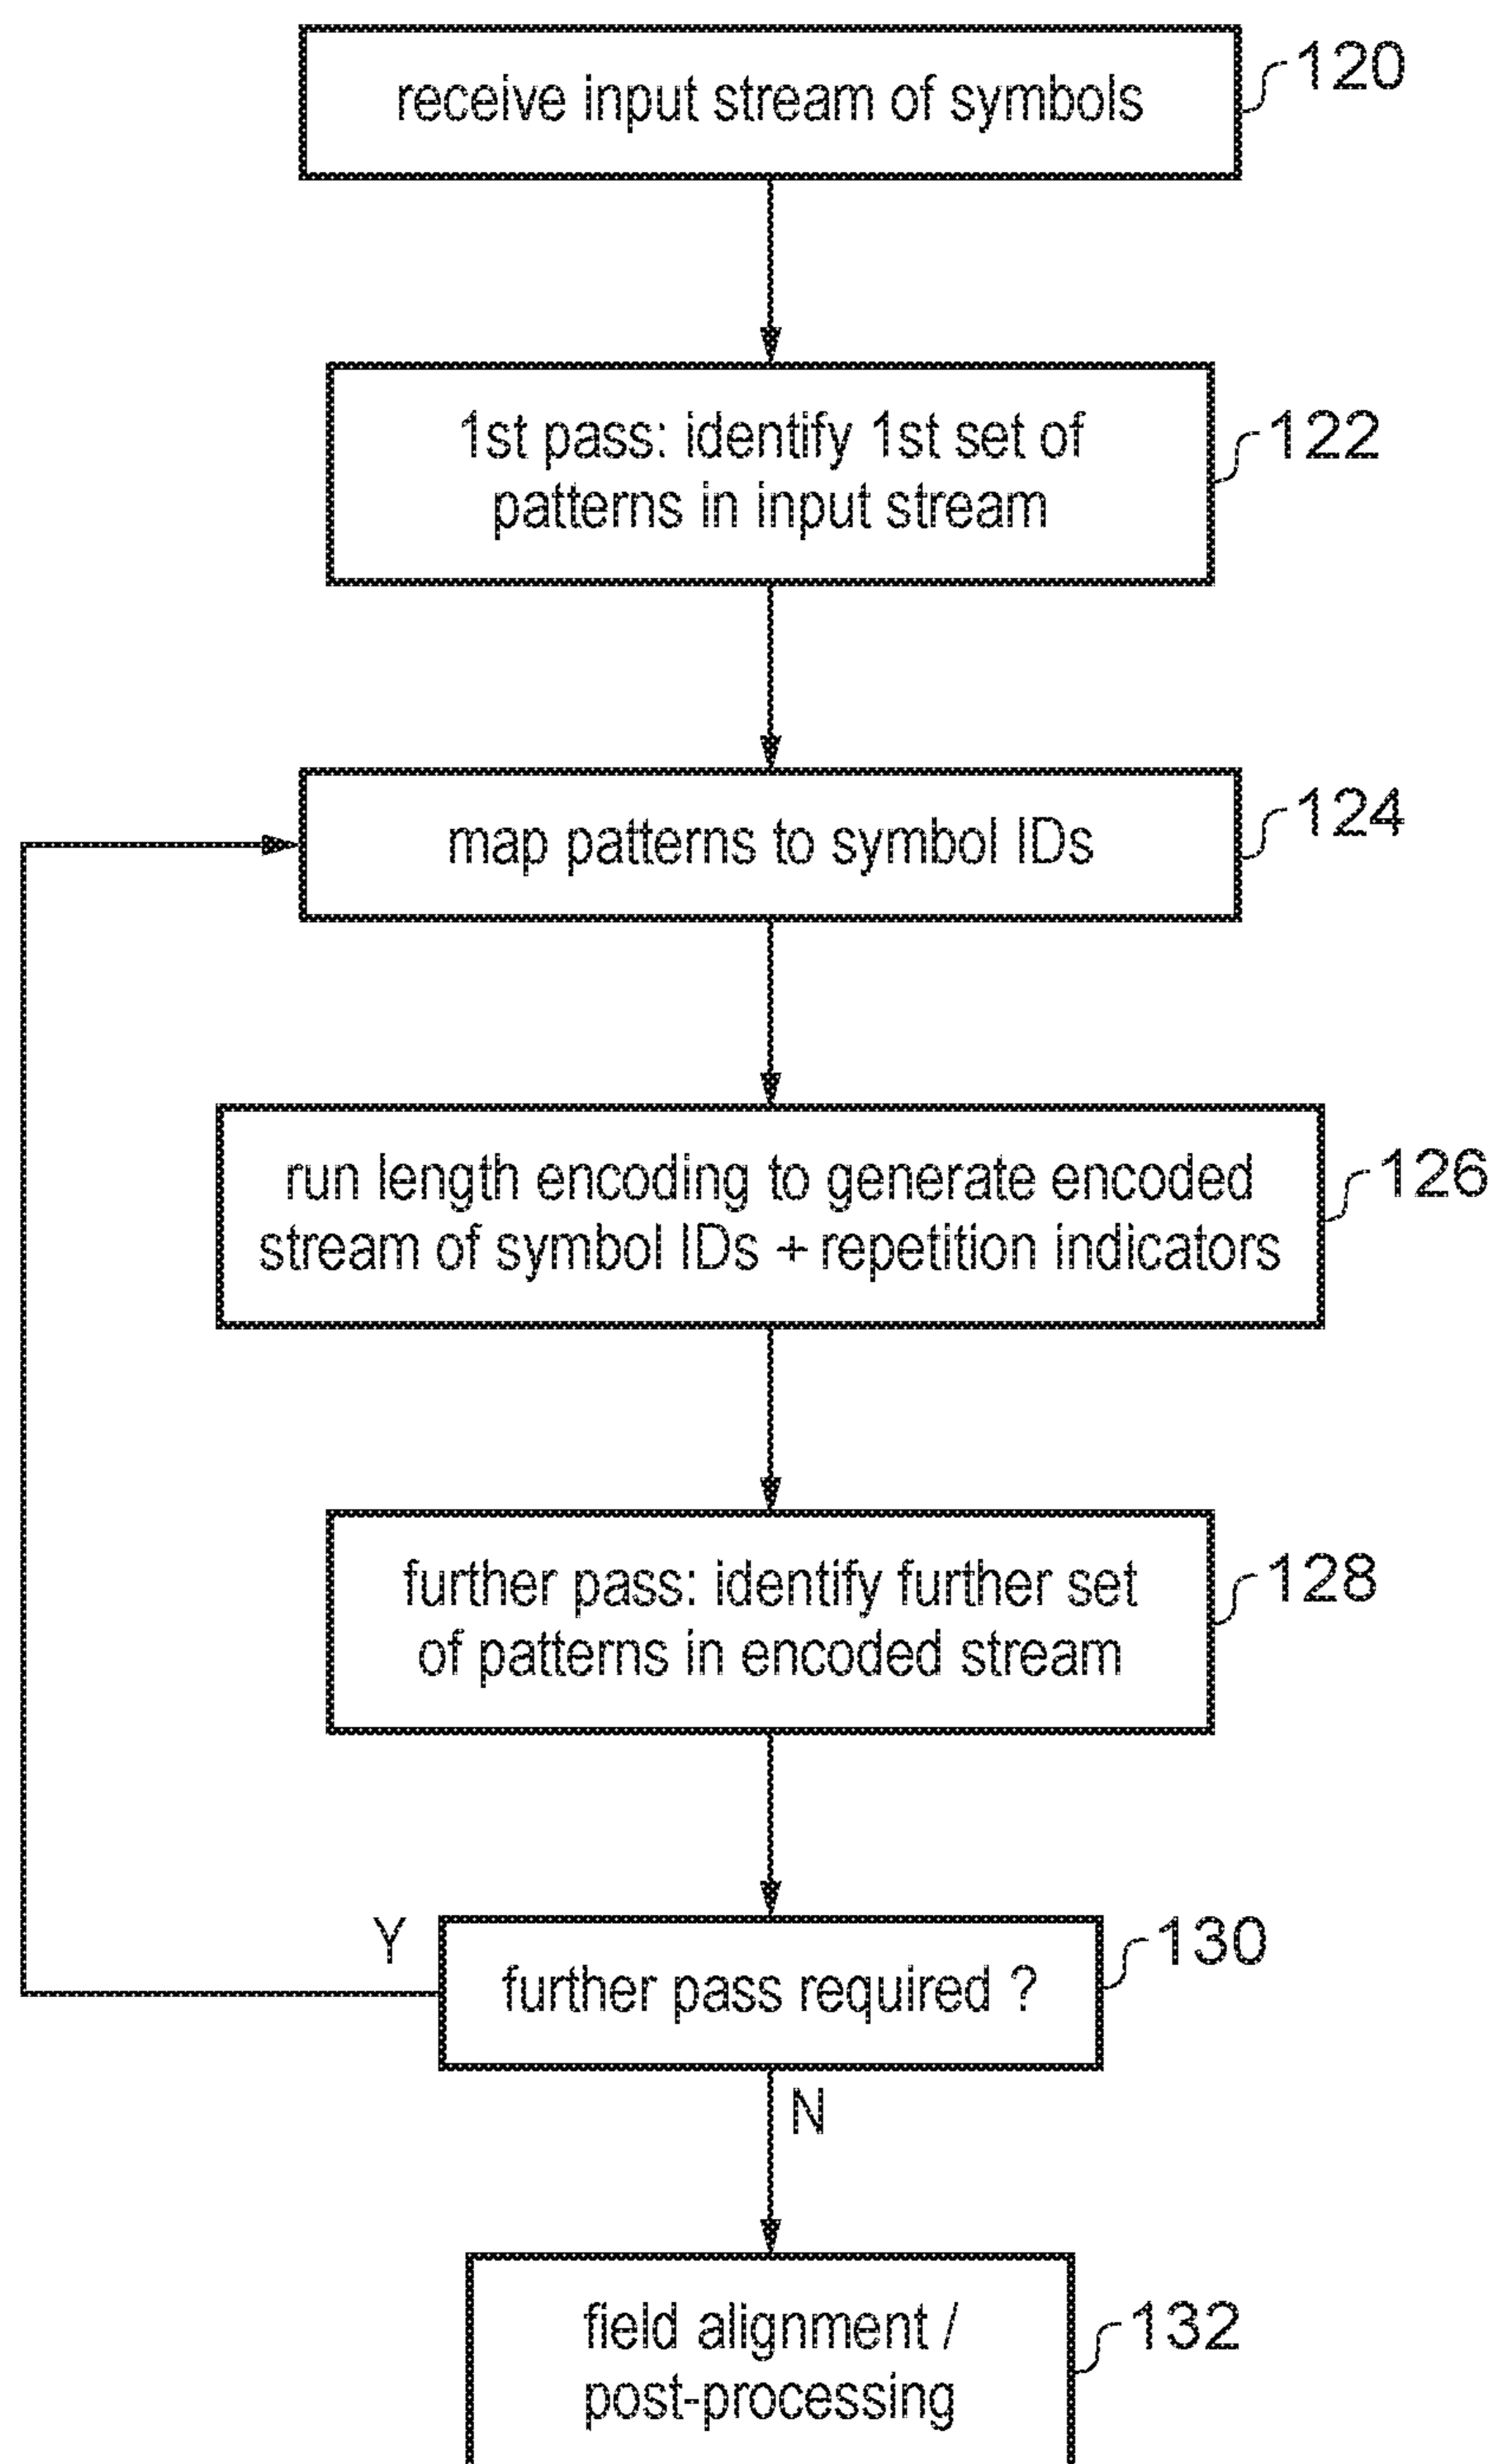 receive input stream of symbols
120
1st pass: identify 1st set of
patterns in input stream
122
map patterns to symbol IDs
124
run length encoding to generate encoded
stream of symbol IDs + repetition indicators
126
further pass: identify further set
of patterns in encoded stream
128
Y
further pass required ?
130
N
field alignment /
post-processing
132